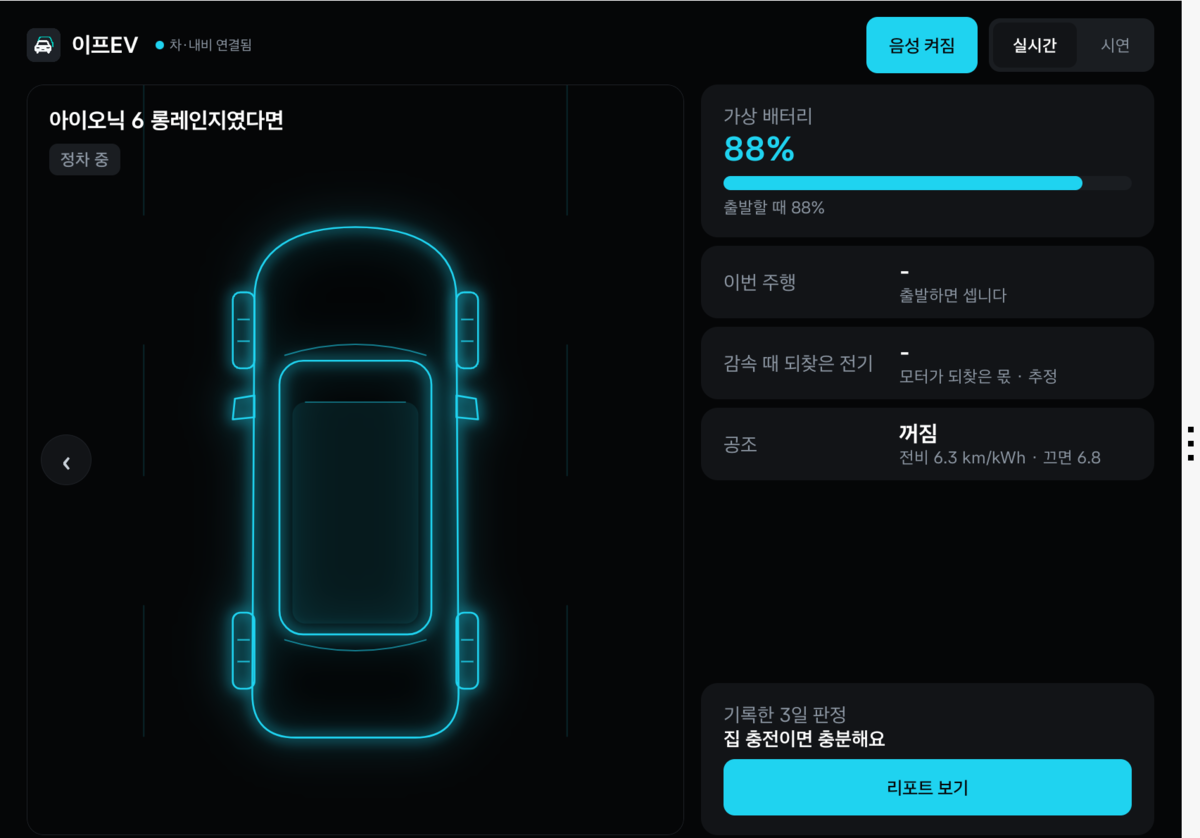 이프EV
차·내비 연결됨
음성 켜짐
실시간
시연
아이오닉 6 롱레인지였다면
정차 중
가상 배터리
88%
출발할 때 88%
이번 주행
-
출발하면 셉니다
감속 때 되찾은 전기
-
모터가 되찾은 몫 · 추정
공조
꺼짐
전비 6.3 km/kWh · 끄면 6.8
기록한 3일 판정
집 충전이면 충분해요
리포트 보기